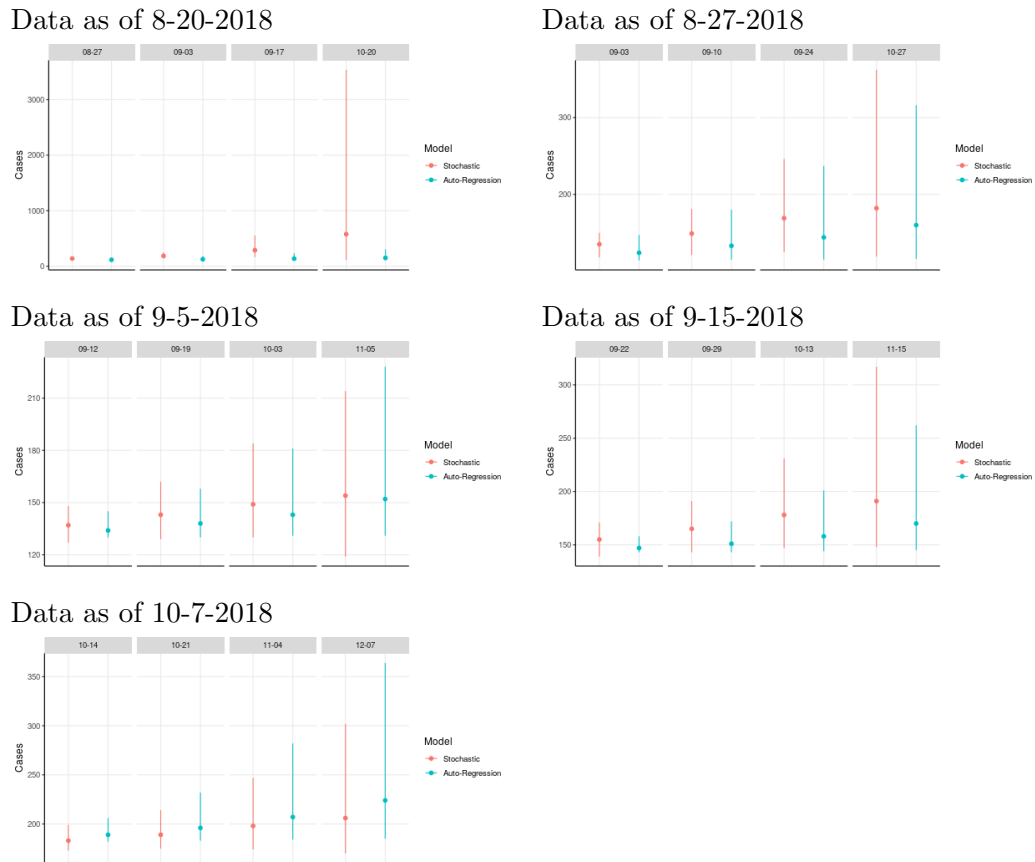 Data as of 8-20-2018
08-27 09-03 09-17 10-20
3000
2000
1000
0
Cases
Model
Stochastic
Auto-Regression
Data as of 8-27-2018
09-03 09-10 09-24 10-27
300
200
Cases
Model
Stochastic
Auto-Regression
Data as of 9-5-2018
09-12 09-19 10-03 11-05
210
180
150
120
Cases
Model
Stochastic
Auto-Regression
Data as of 9-15-2018
09-22 09-29 10-13 11-15
300
250
200
150
Cases
Model
Stochastic
Auto-Regression
Data as of 10-7-2018
10-14 10-21 11-04 12-07
350
300
250
200
Cases
Model
Stochastic
Auto-Regression